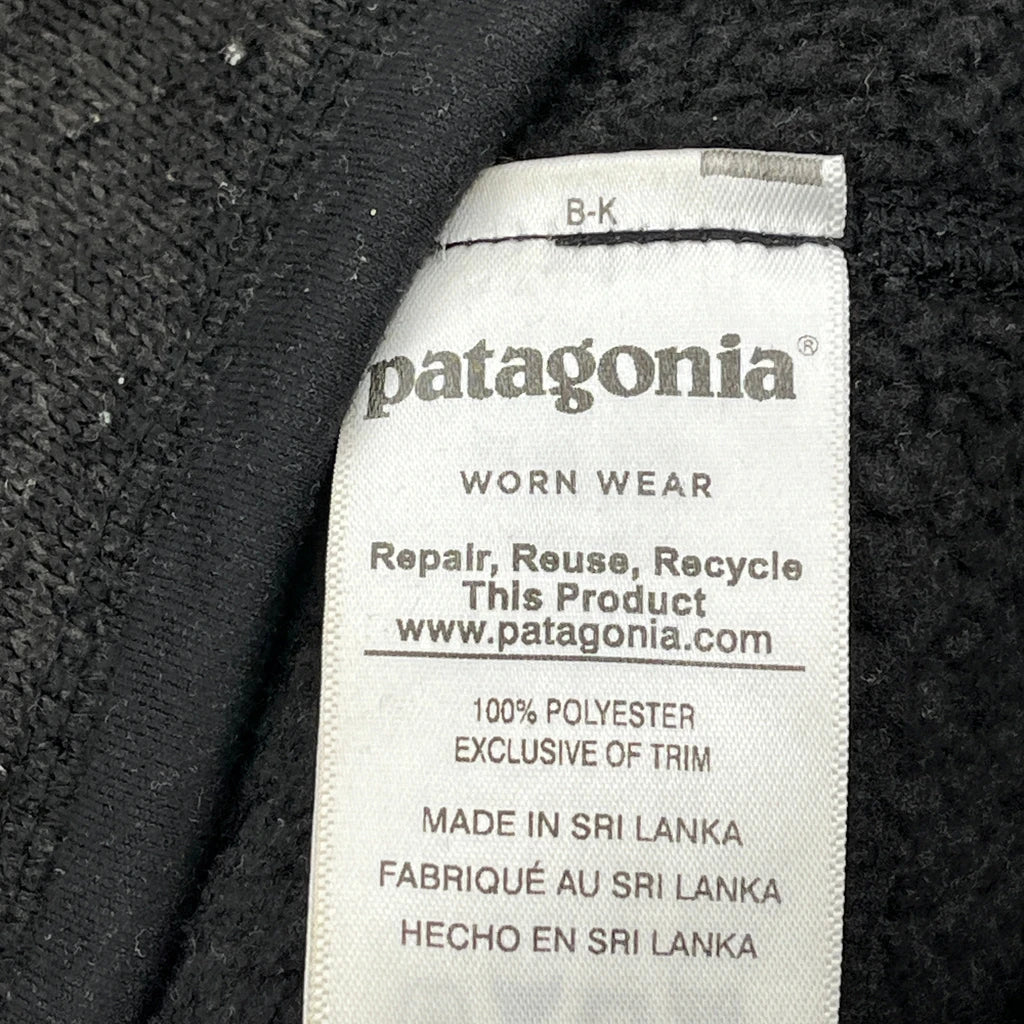 B-K
patagonia®
WORN WEAR
Repair, Reuse, Recycle
This Product
www.patagonia.com
100% POLYESTER
EXCLUSIVE OF TRIM
MADE IN SRI LANKA
FABRIQUÉ AU SRI LANKA
HECHO EN SRI LANKA